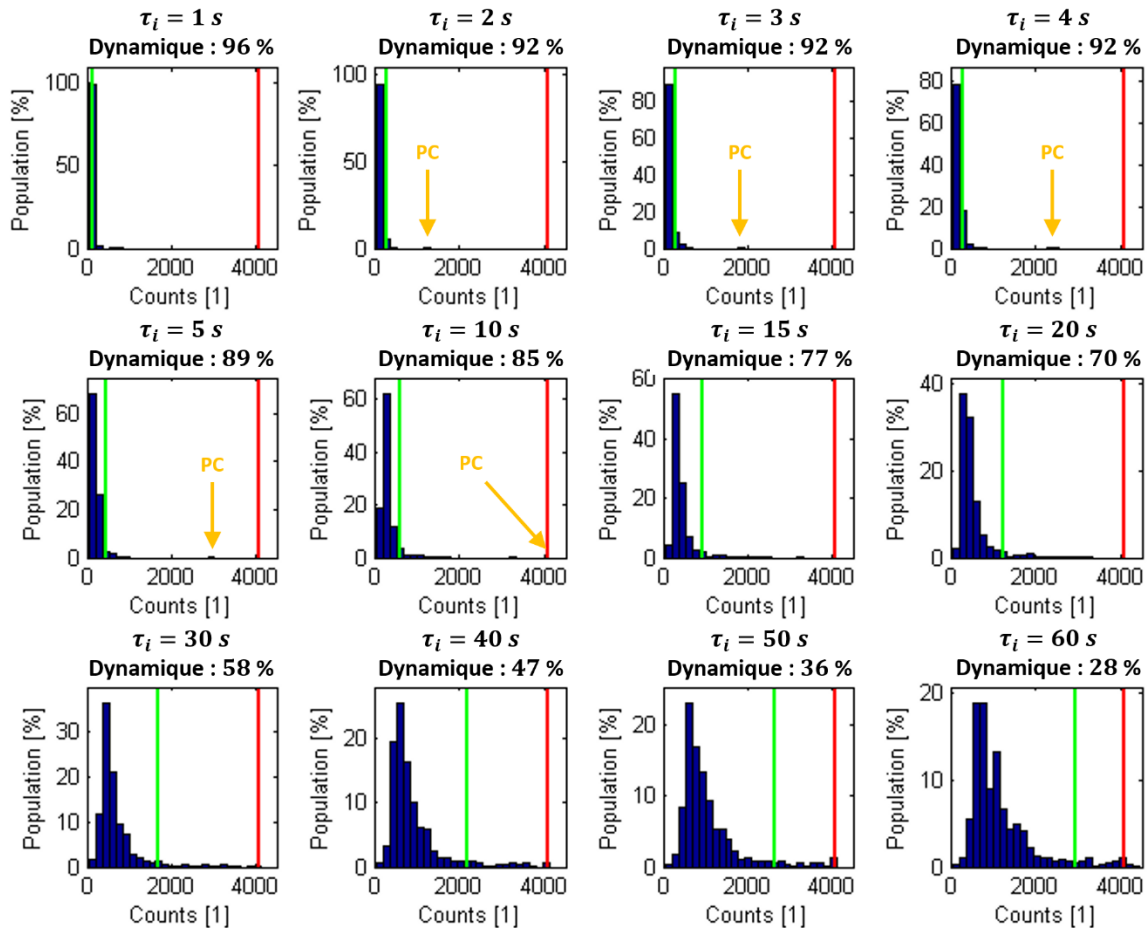 τᵢ = 1 s
Dynamique : 96 %
Population [%]
100
50
0
0 2000 4000
Counts [1]
τᵢ = 2 s
Dynamique : 92 %
Population [%]
100
50
0
PC
0 2000 4000
Counts [1]
τᵢ = 3 s
Dynamique : 92 %
Population [%]
80
60
40
20
0
PC
0 2000 4000
Counts [1]
τᵢ = 4 s
Dynamique : 92 %
Population [%]
80
60
40
20
0
PC
0 2000 4000
Counts [1]
τᵢ = 5 s
Dynamique : 89 %
Population [%]
60
40
20
0
PC
0 2000 4000
Counts [1]
τᵢ = 10 s
Dynamique : 85 %
Population [%]
60
40
20
0
PC
0 2000 4000
Counts [1]
τᵢ = 15 s
Dynamique : 77 %
Population [%]
60
40
20
0
0 2000 4000
Counts [1]
τᵢ = 20 s
Dynamique : 70 %
Population [%]
40
20
0
0 2000 4000
Counts [1]
τᵢ = 30 s
Dynamique : 58 %
Population [%]
30
20
10
0
0 2000 4000
Counts [1]
τᵢ = 40 s
Dynamique : 47 %
Population [%]
20
10
0
0 2000 4000
Counts [1]
τᵢ = 50 s
Dynamique : 36 %
Population [%]
20
10
0
0 2000 4000
Counts [1]
τᵢ = 60 s
Dynamique : 28 %
Population [%]
20
10
0
0 2000 4000
Counts [1]